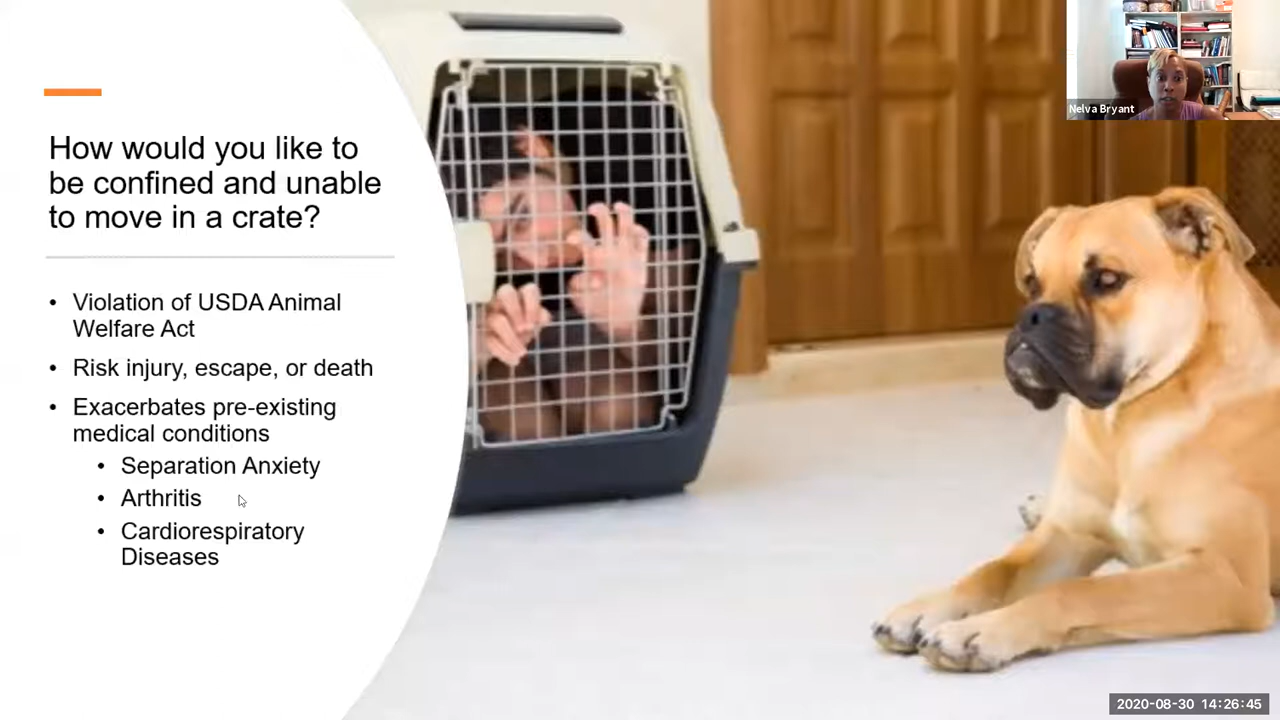 How would you like to
be confined and unable
to move in a crate?
• Violation of USDA Animal
Welfare Act
• Risk injury, escape, or death
• Exacerbates pre-existing
medical conditions
• Separation Anxiety
• Arthritis
• Cardiorespiratory
Diseases
Nelva Bryant
2020-08-30 14:26:45